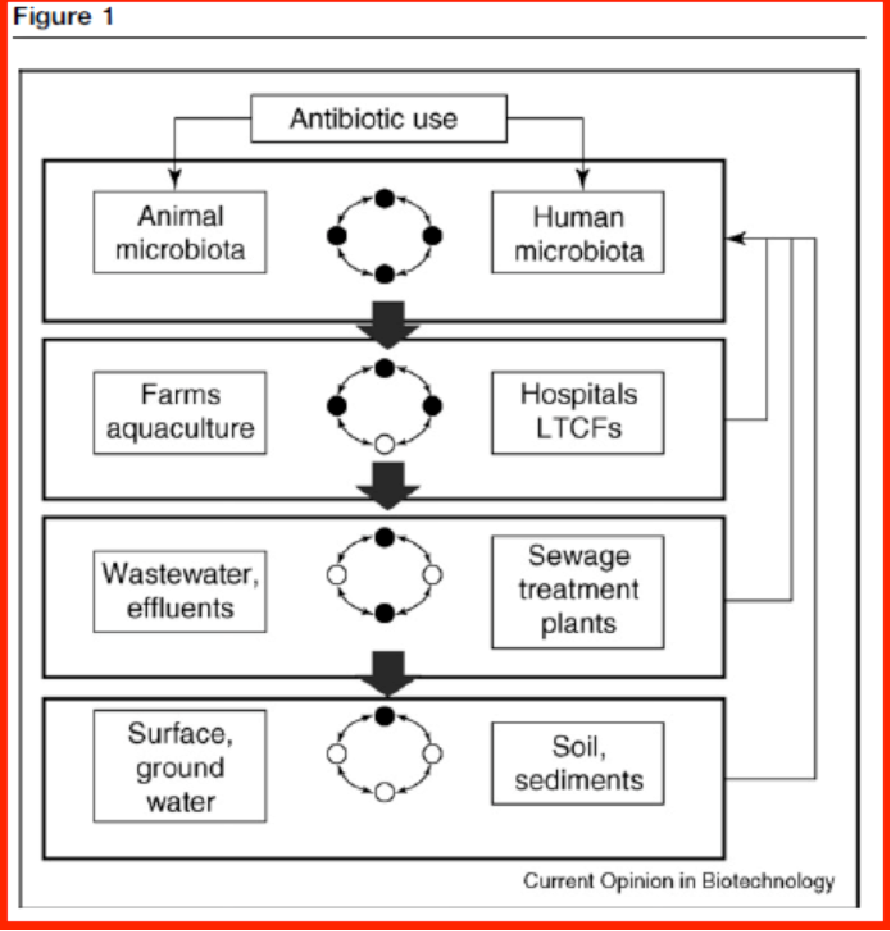 Figure 1
Antibiotic use
Animal
microbiota
Human
microbiota
Farms
aquaculture
Hospitals
LTCFs
Wastewater,
effluents
Sewage
treatment
plants
Surface,
ground
water
Soil,
sediments
Current Opinion in Biotechnology